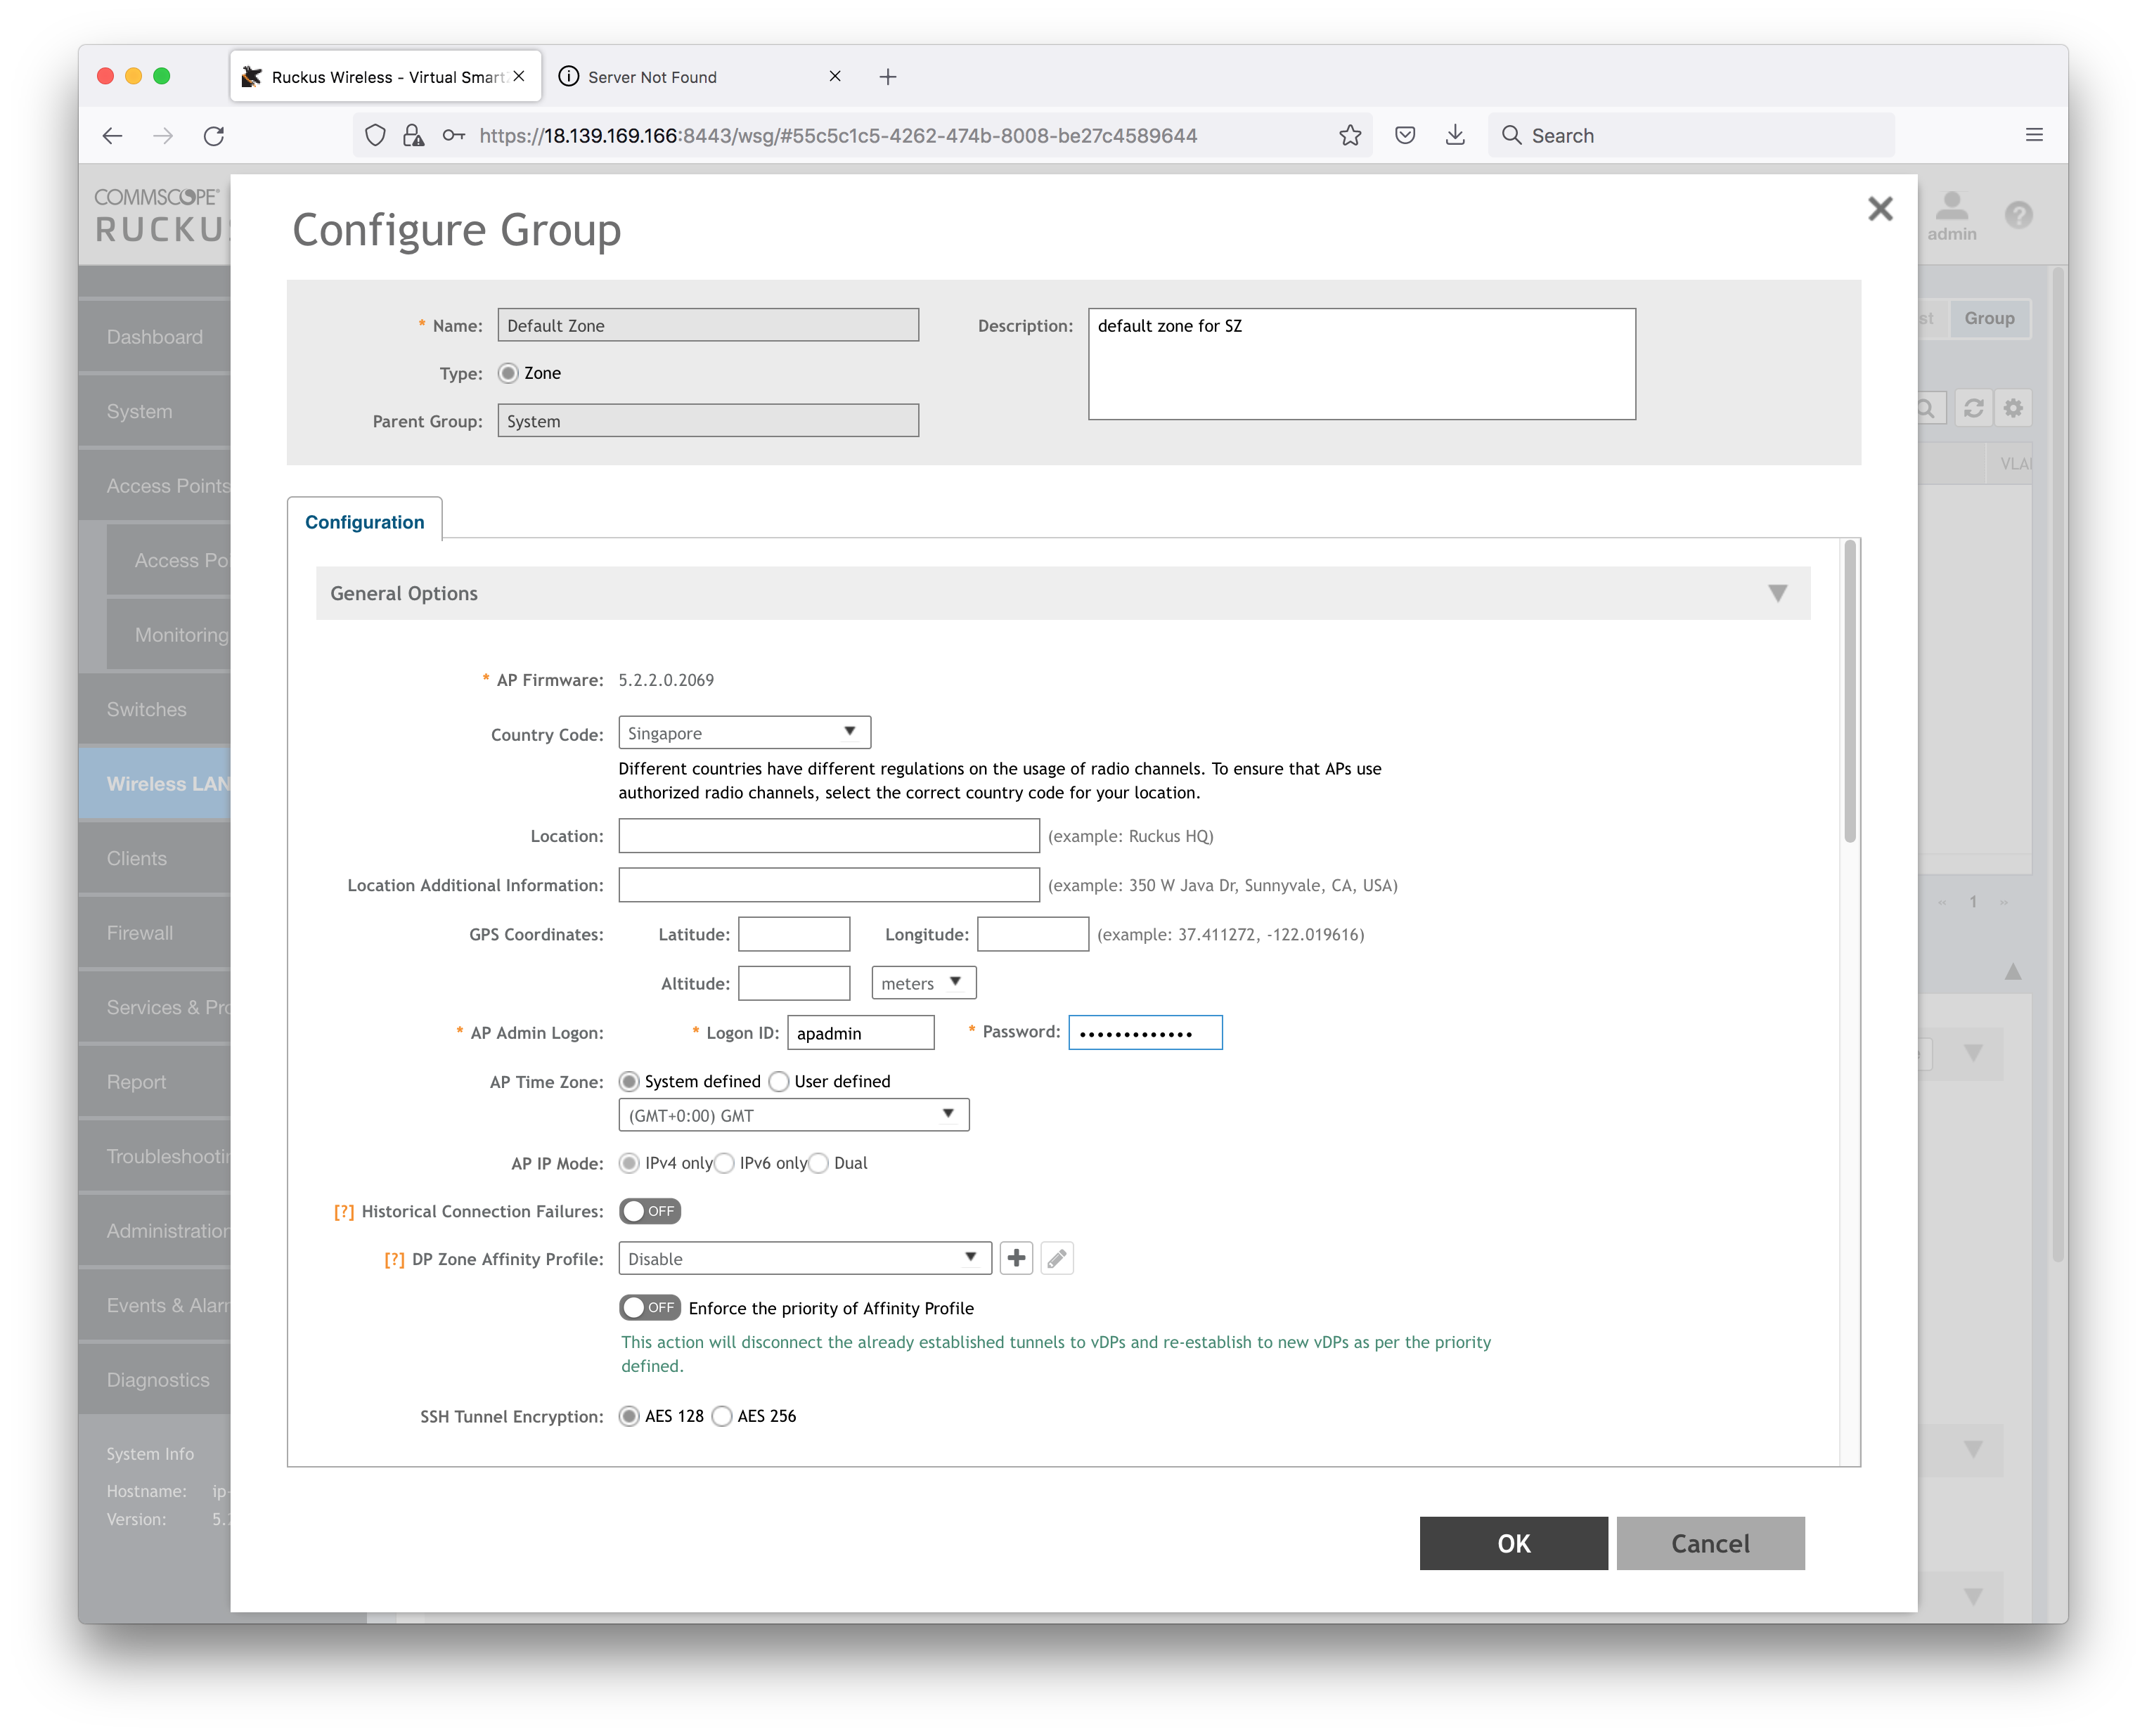 Ruckus Wireless - Virtual Smart
Server Not Found
https://18.139.169.166:8443/wsg/#55c5c1c5-4262-474b-8008-be27c4589644
Search
COMMSCOPE
RUCKUS
admin
Configure Group
* Name: Default Zone
Description: default zone for SZ
Type: Zone
Parent Group: System
Group
VLA
Dashboard
System
Access Points
Access Po
Monitoring
Switches
Wireless LAN
Clients
Firewall
Services & Pro
Report
Troubleshootin
Administration
Events & Alar
Diagnostics
System Info
Hostname: ip-
Version: 5.
Configuration
General Options
* AP Firmware: 5.2.2.0.2069
Country Code: Singapore
Different countries have different regulations on the usage of radio channels. To ensure that APs use
authorized radio channels, select the correct country code for your location.
Location: (example: Ruckus HQ)
Location Additional Information: (example: 350 W Java Dr, Sunnyvale, CA, USA)
GPS Coordinates: Latitude: Longitude: (example: 37.411272, -122.019616)
Altitude: meters
* AP Admin Logon: * Logon ID: apadmin * Password: •••••••••••••
AP Time Zone: System defined User defined
(GMT+0:00) GMT
AP IP Mode: IPv4 only IPv6 only Dual
[?] Historical Connection Failures: OFF
[?] DP Zone Affinity Profile: Disable
OFF Enforce the priority of Affinity Profile
This action will disconnect the already established tunnels to vDPs and re-establish to new vDPs as per the priority
defined.
SSH Tunnel Encryption: AES 128 AES 256
« 1 »
OK
Cancel